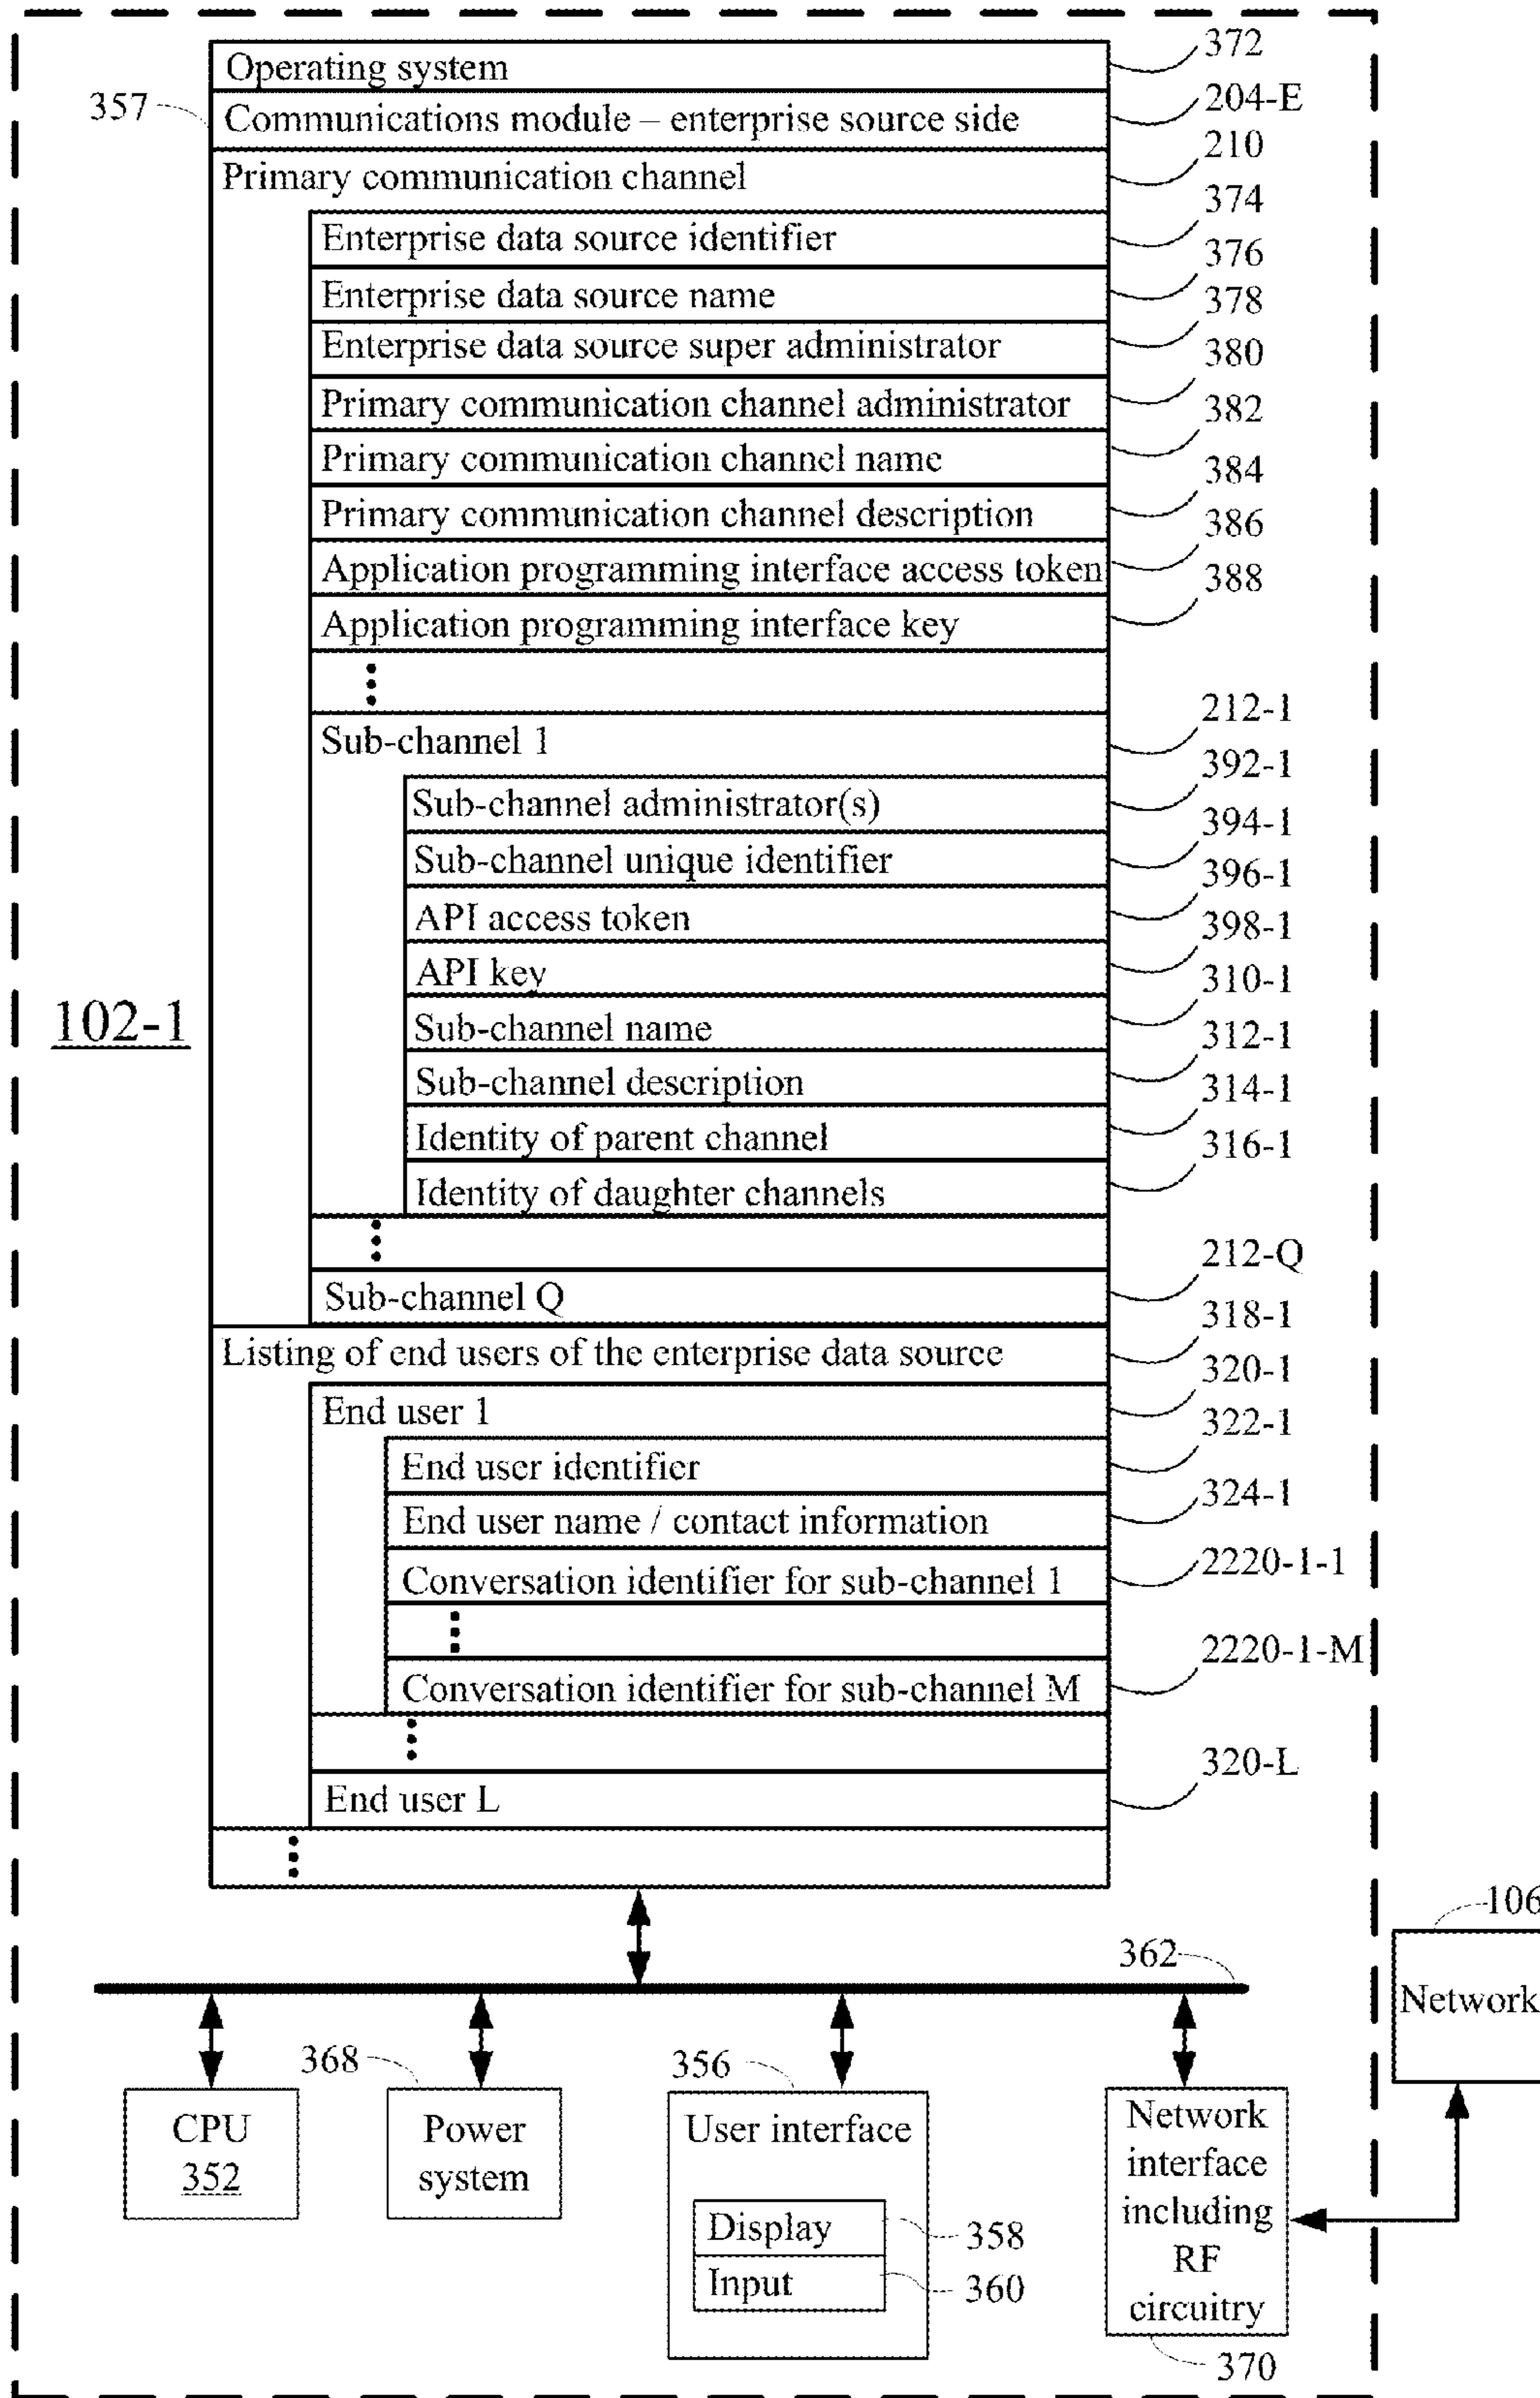 Operating system 372
357
Communications module – enterprise source side 204-E
Primary communication channel 210
Enterprise data source identifier 374
Enterprise data source name 376
Enterprise data source super administrator 378
Primary communication channel administrator 380
Primary communication channel name 382
Primary communication channel description 384
Application programming interface access token 386
Application programming interface key 388
Sub-channel 1 212-1
Sub-channel administrator(s) 392-1
Sub-channel unique identifier 394-1
API access token 396-1
API key 398-1
102-1
Sub-channel name 310-1
Sub-channel description 312-1
Identity of parent channel 314-1
Identity of daughter channels 316-1
Sub-channel Q 212-Q
Listing of end users of the enterprise data source 318-1
End user 1 320-1
End user identifier 322-1
End user name / contact information 324-1
Conversation identifier for sub-channel 1 2220-1-1
Conversation identifier for sub-channel M 2220-1-M
End user L 320-L
106
362
Network
368
356
CPU
352
Power
system
User interface
Display 358
Input 360
Network
interface
including
RF
circuitry
370